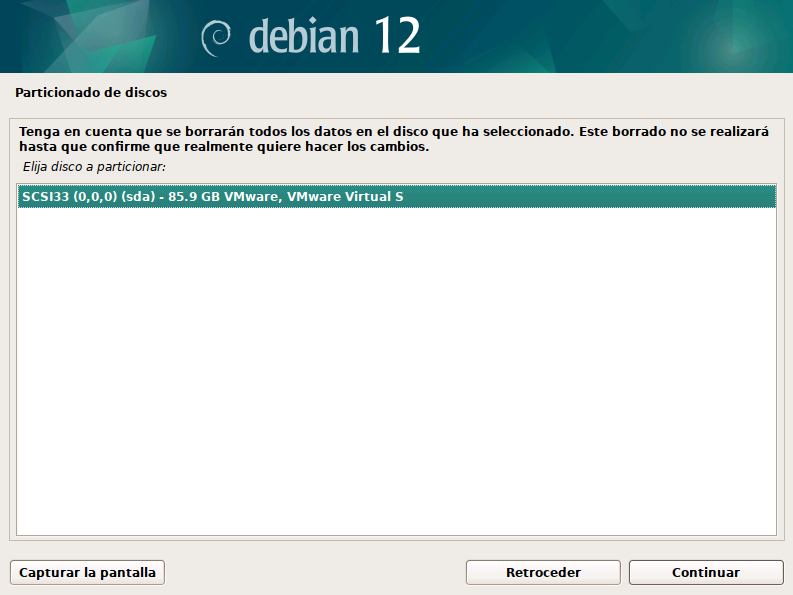 debian 12
Particionado de discos
Tenga en cuenta que se borrarán todos los datos en el disco que ha seleccionado. Este borrado no se realizará
hasta que confirme que realmente quiere hacer los cambios.
Elija disco a particionar:
SCSI33 (0,0,0) (sda) - 85.9 GB VMware, VMware Virtual S
Capturar la pantalla
Retroceder
Continuar